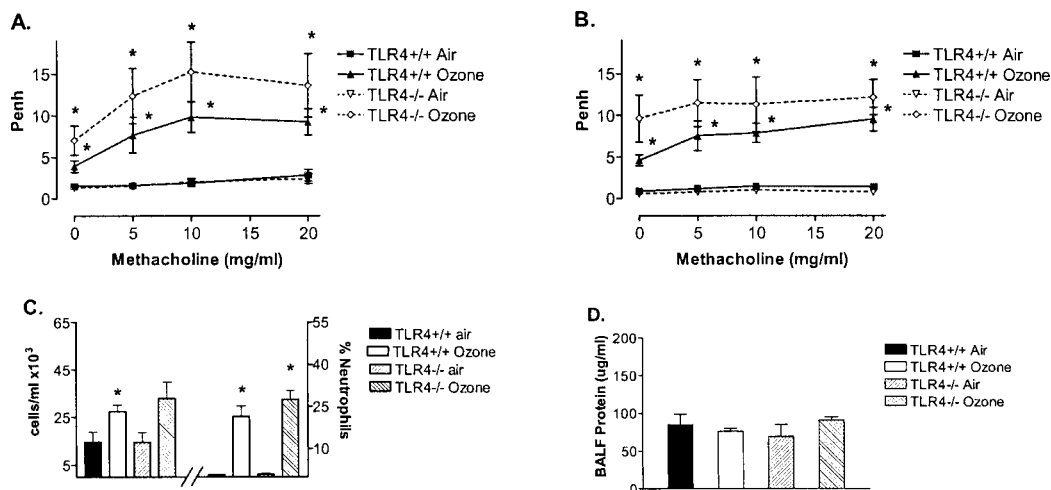 A.
Penh
15
10
5
0
0 5 10 15 20
Methacholine (mg/ml)
* * * *
* * * *
TLR4+/+ Air
TLR4+/+ Ozone
TLR4-/- Air
TLR4-/- Ozone
B.
Penh
15
10
5
0
0 5 10 15 20
Methacholine (mg/ml)
* * * *
* * * *
TLR4+/+ Air
TLR4+/+ Ozone
TLR4-/- Air
TLR4-/- Ozone
C.
cells/ml x10³
65
45
25
5
*
* *
55
40
25
10
% Neutrophils
TLR4+/+ air
TLR4+/+ Ozone
TLR4-/- air
TLR4-/- Ozone
D.
BALF Protein (ug/ml)
200
150
100
50
0
TLR4+/+ Air
TLR4+/+ Ozone
TLR4-/- Air
TLR4-/- Ozone